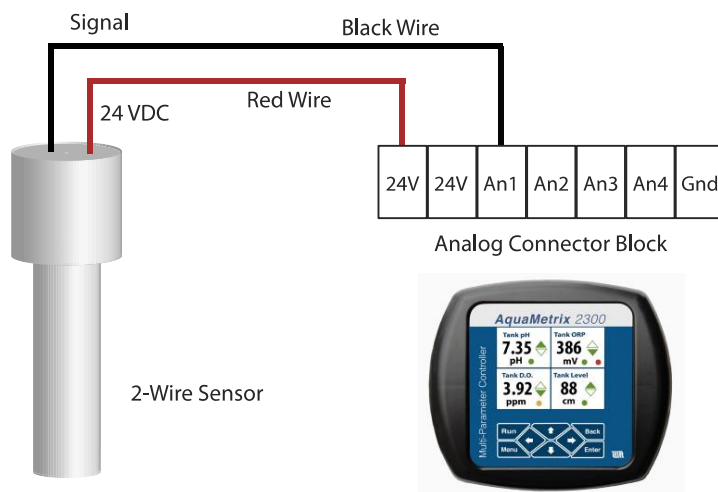 Signal
Black Wire
Red Wire
24 VDC
24V 24V An1 An2 An3 An4 Gnd
Analog Connector Block
2-Wire Sensor
AquaMetrix 2300
Multi-Parameter Controller
Tank pH Tank ORP
7.35 386
pH mV
Tank D.O. Tank Level
3.92 88
ppm cm
Run Back
Menu Enter